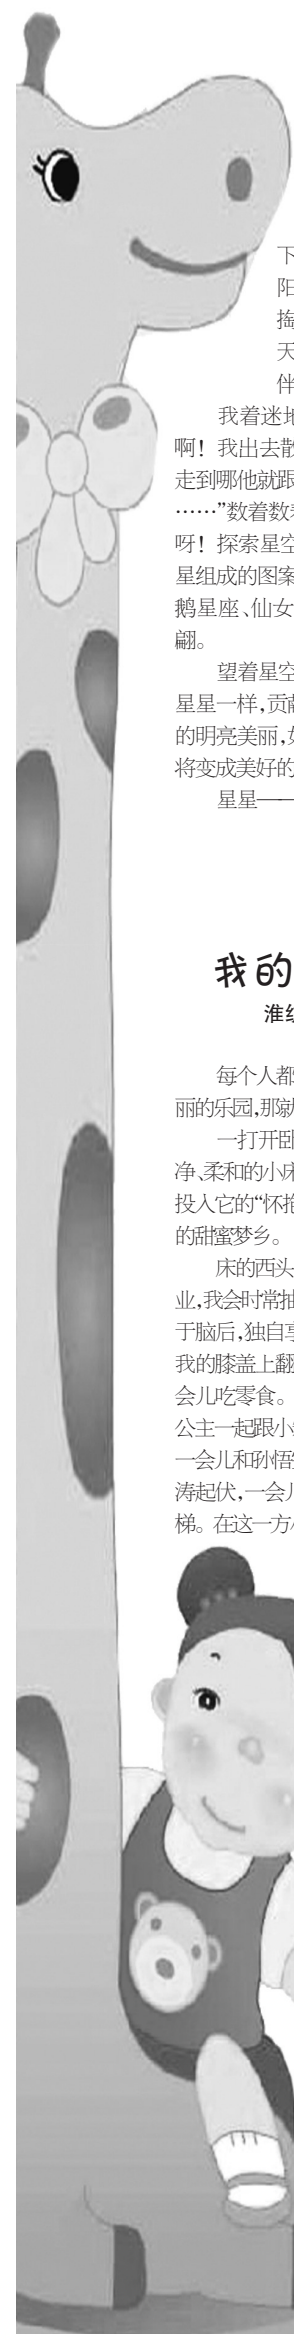 下
阳
掏
天
伴
我着迷地
啊！我出去散
走到哪他就跟
……”数着数着
呀！探索星空
星组成的图案
鹅星座、仙女
翩。
望着星空
星星一样，贡献
的明亮美丽，如
将变成美好的
星星——
我的
淮
每个人都
丽的乐园，那就
一打开卧
净、柔和的小床
投入它的“怀抱
的甜蜜梦乡。
床的西头
业，我会时常抽
于脑后，独自享
我的膝盖上翻
会儿吃零食。
公主一起跟小
一会儿和孙悟空
涛起伏，一会儿
梯。在这一方小